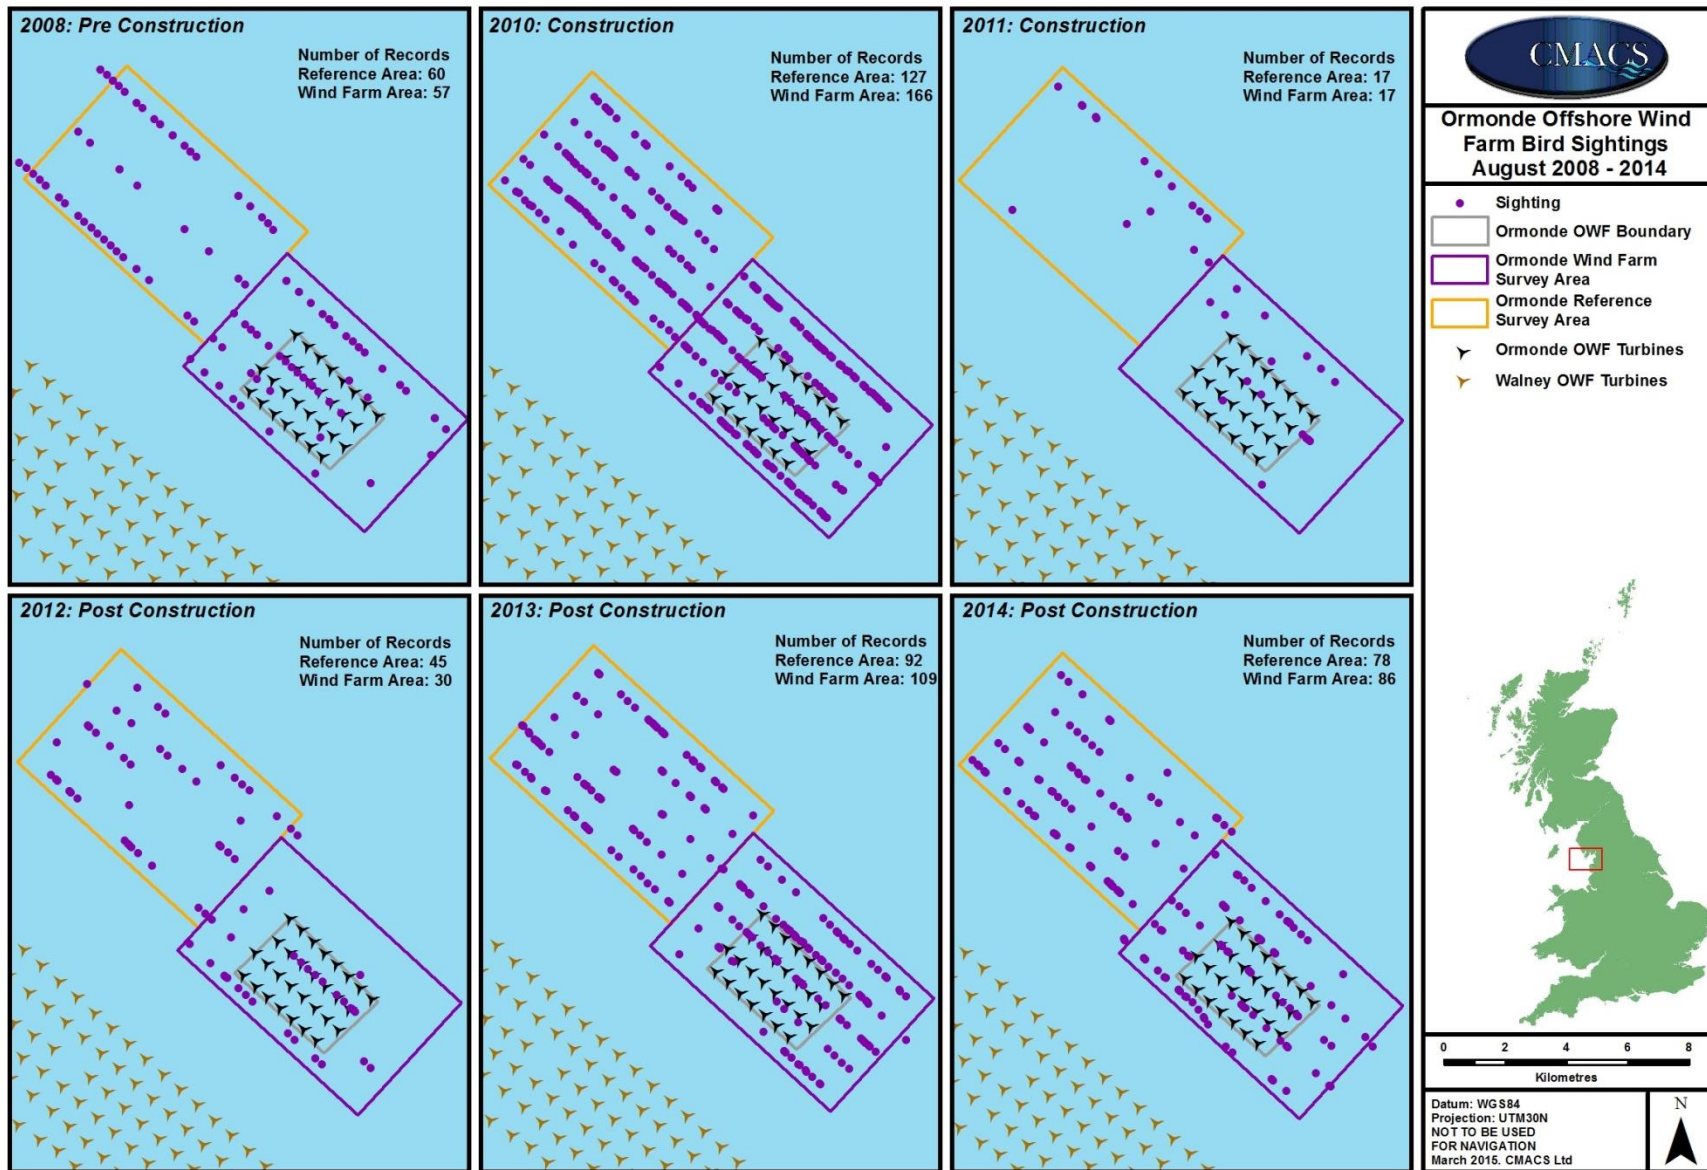 2008: Pre Construction
Number of Records
Reference Area: 60
Wind Farm Area: 57
2010: Construction
Number of Records
Reference Area: 127
Wind Farm Area: 166
2011: Construction
Number of Records
Reference Area: 17
Wind Farm Area: 17
2012: Post Construction
Number of Records
Reference Area: 45
Wind Farm Area: 30
2013: Post Construction
Number of Records
Reference Area: 92
Wind Farm Area: 109
2014: Post Construction
Number of Records
Reference Area: 78
Wind Farm Area: 86
CMACS
Ormonde Offshore Wind
Farm Bird Sightings
August 2008 - 2014
Sighting
Ormonde OWF Boundary
Ormonde Wind Farm
Survey Area
Ormonde Reference
Survey Area
Ormonde OWF Turbines
Walney OWF Turbines
0 2 4 6 8
Kilometres
Datum: WGS84
Projection: UTM30N
NOT TO BE USED
FOR NAVIGATION
March 2015. CMACS Ltd
N